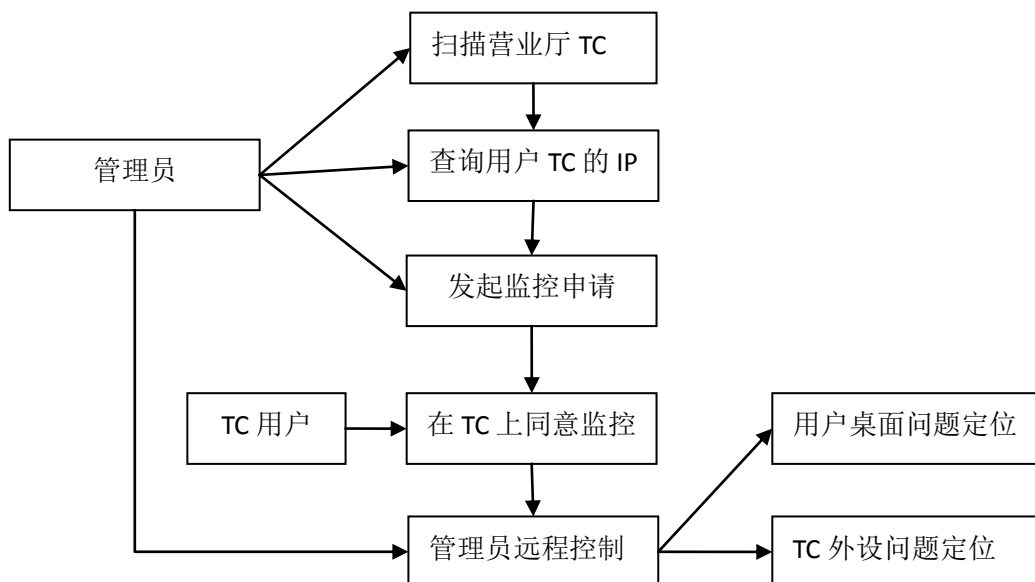 扫描营业厅 TC
管理员
查询用户 TC 的 IP
发起监控申请
TC 用户
在 TC 上同意监控
用户桌面问题定位
管理员远程控制
TC 外设问题定位